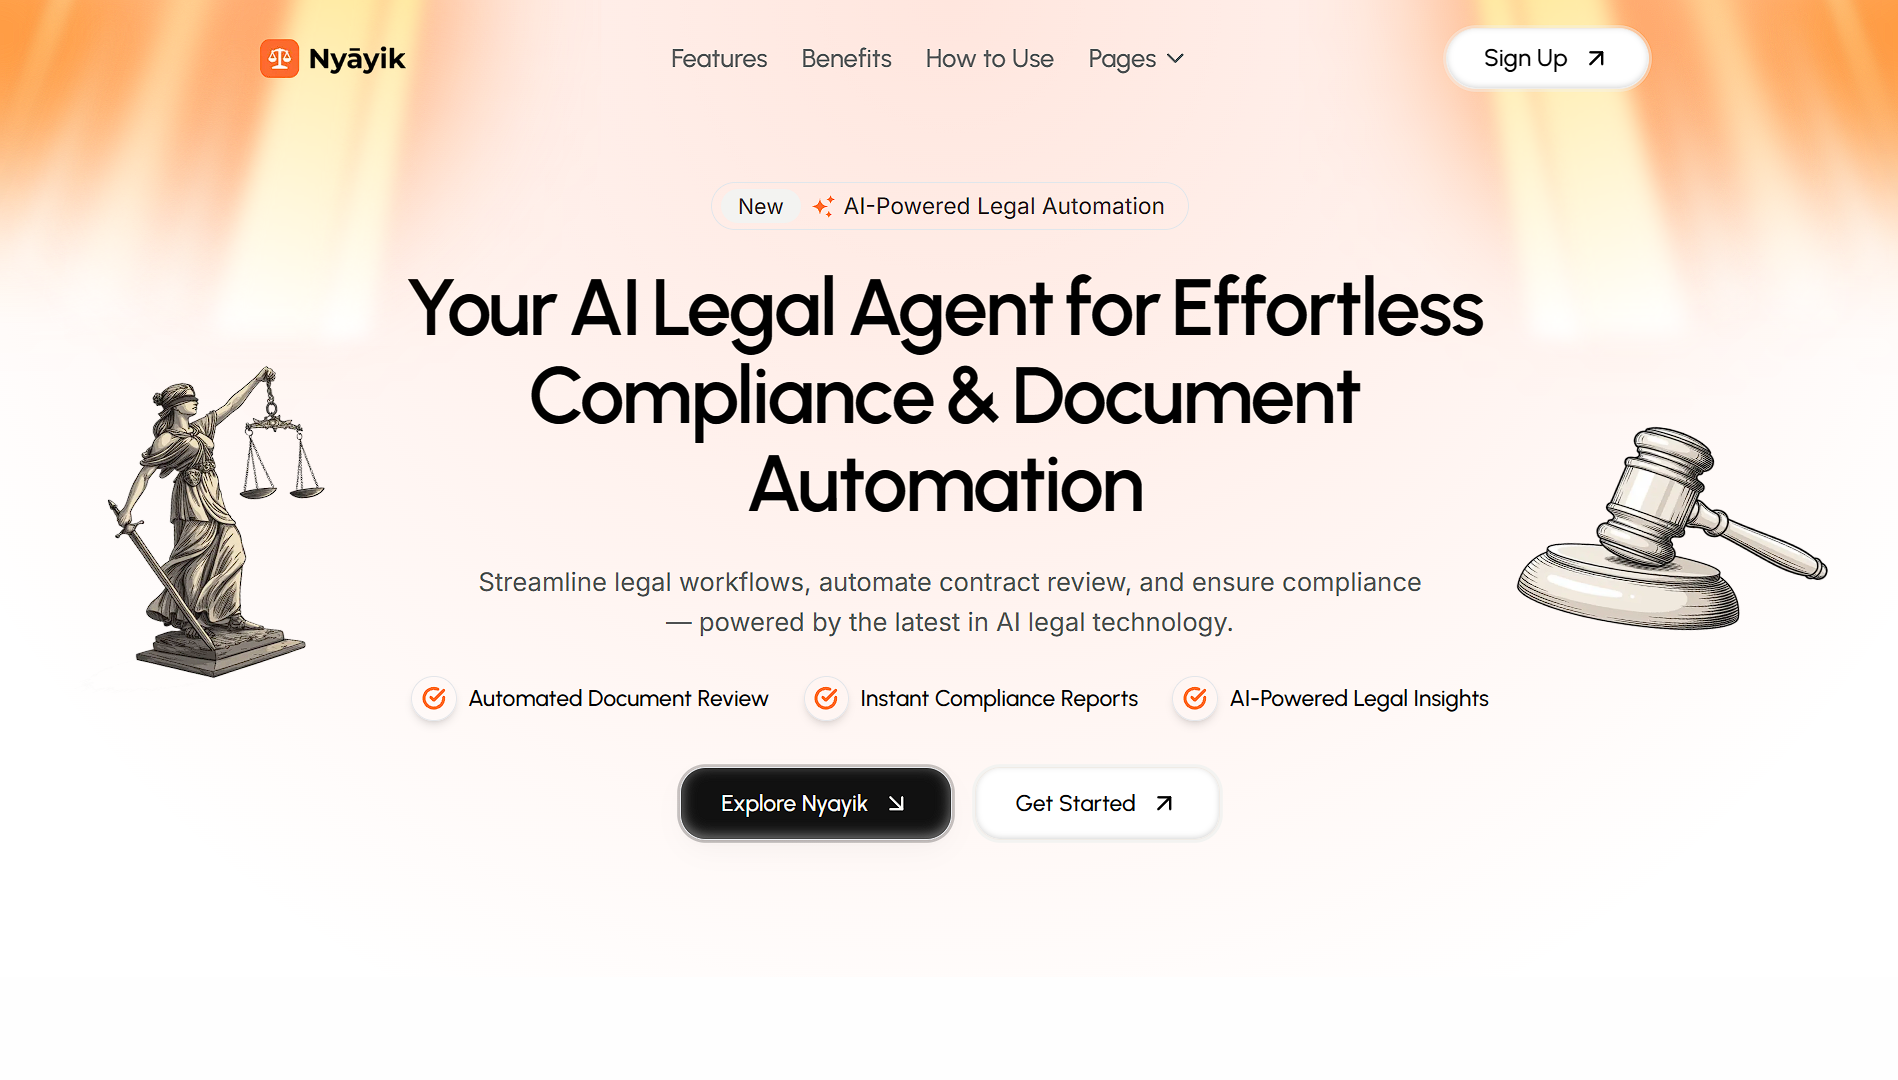 Nyāyik
Features
Benefits
How to Use
Pages
Sign Up
New
AI-Powered Legal Automation
Your AI Legal Agent for Effortless
Compliance & Document
Automation
Streamline legal workflows, automate contract review, and ensure compliance
— powered by the latest in AI legal technology.
Automated Document Review
Instant Compliance Reports
AI-Powered Legal Insights
Explore Nyayik
Get Started